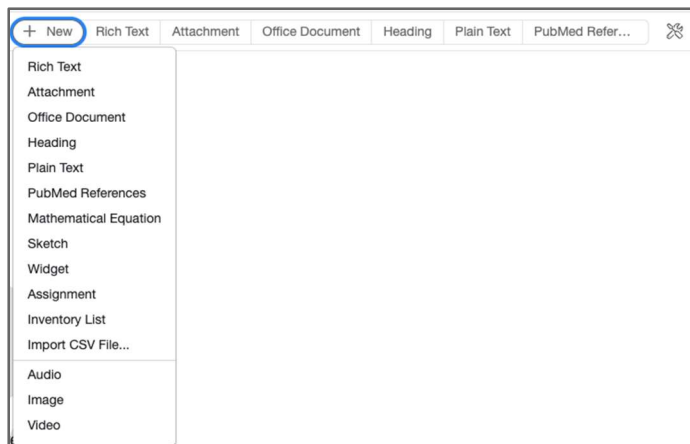 + New Rich Text Attachment Office Document Heading Plain Text PubMed Refer...
Rich Text
Attachment
Office Document
Heading
Plain Text
PubMed References
Mathematical Equation
Sketch
Widget
Assignment
Inventory List
Import CSV File...
Audio
Image
Video